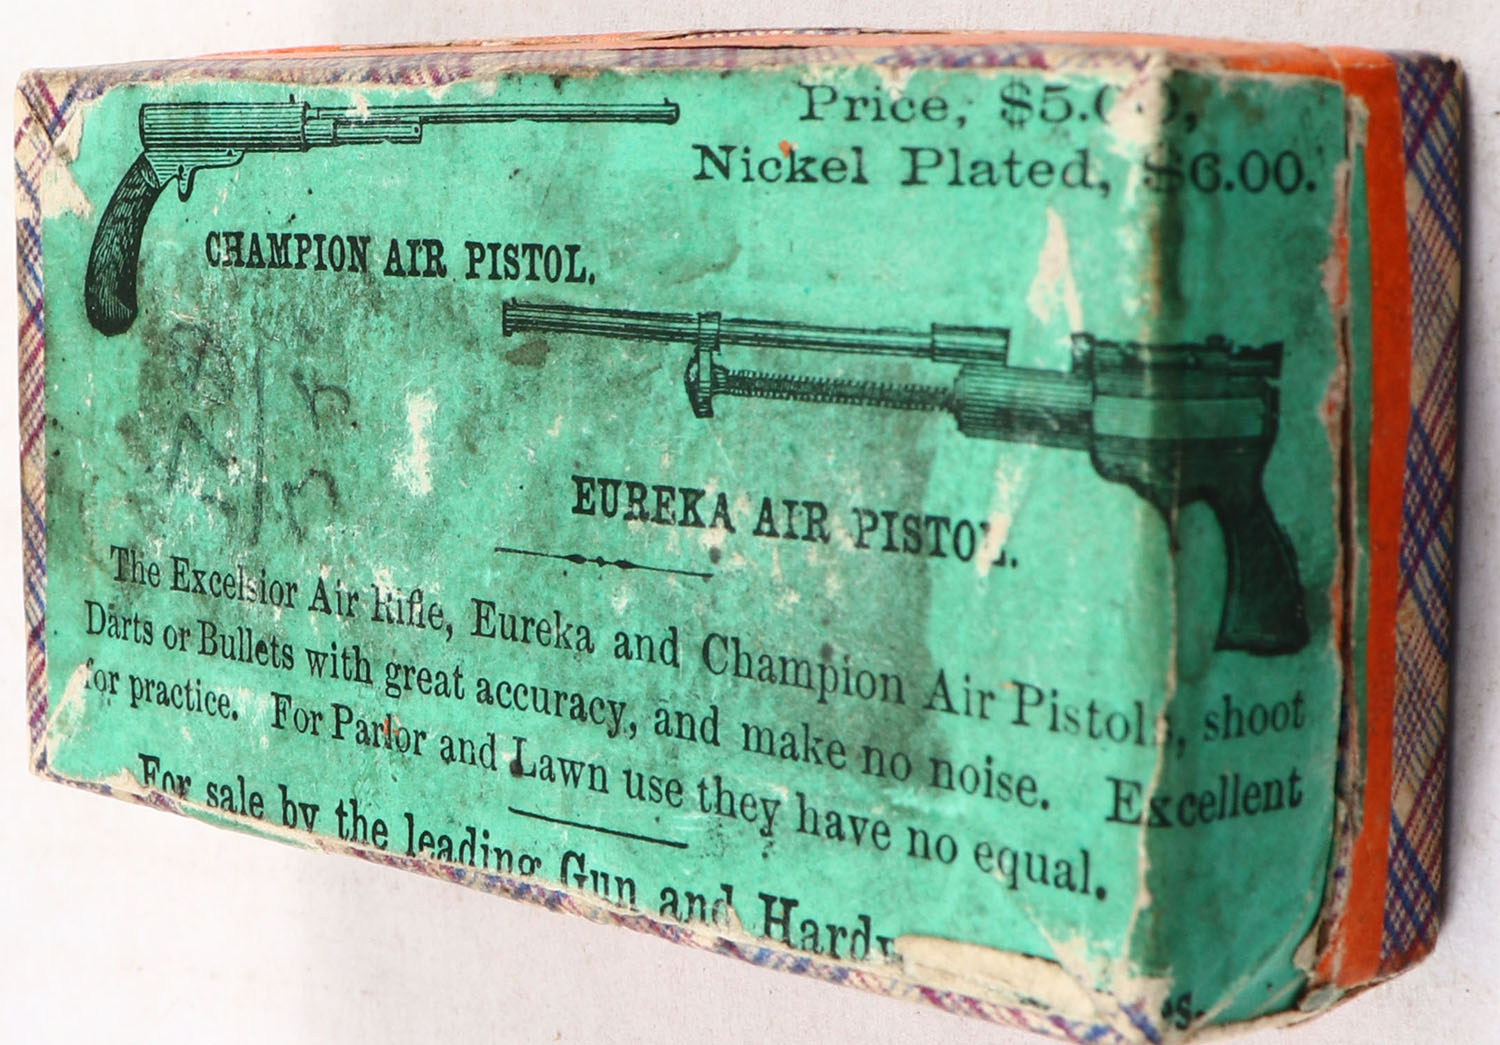 Price, $5.00,
Nickel Plated, $6.00.
CHAMPION AIR PISTOL.
EUREKA AIR PISTOL.
The Excelsior Air Rifle, Eureka and Champion Air Pistols, shoot
Darts or Bullets with great accuracy, and make no noise. Excellent
for practice. For Parlor and Lawn use they have no equal.
For sale by the leading Gun and